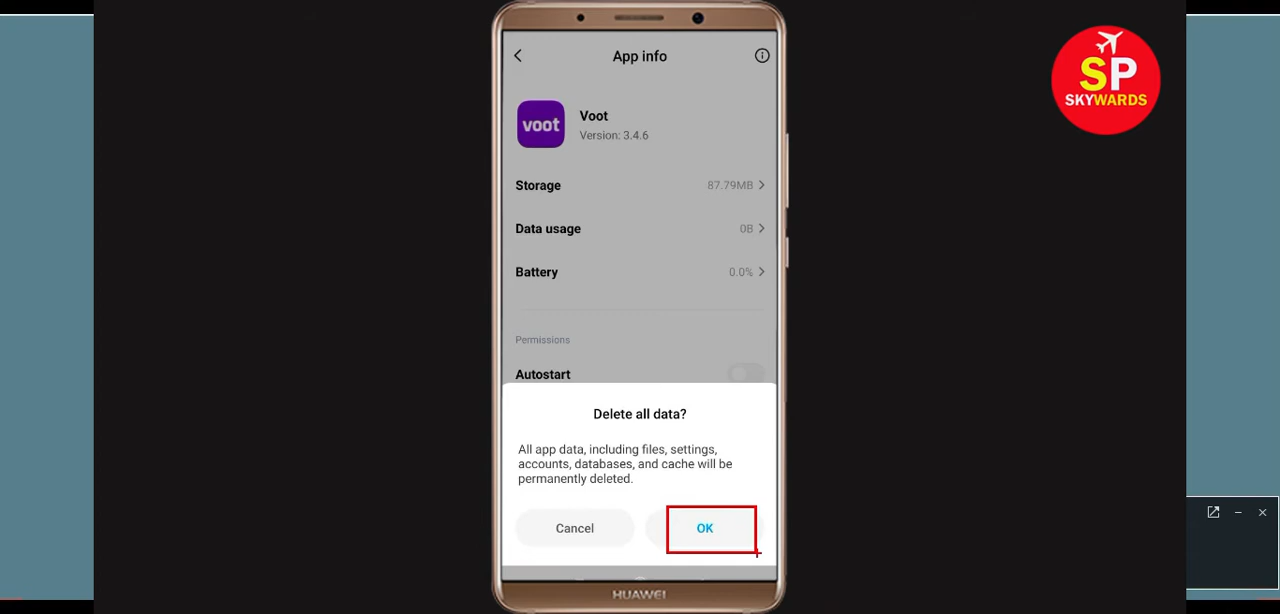 App info
SP
SKYWARDS
voot
Voot
Version: 3.4.6
Storage
87.79MB
Data usage
0B
Battery
0.0%
Permissions
Autostart
Delete all data?
All app data, including files, settings,
accounts, databases, and cache will be
permanently deleted.
Cancel
OK
HUAWEI